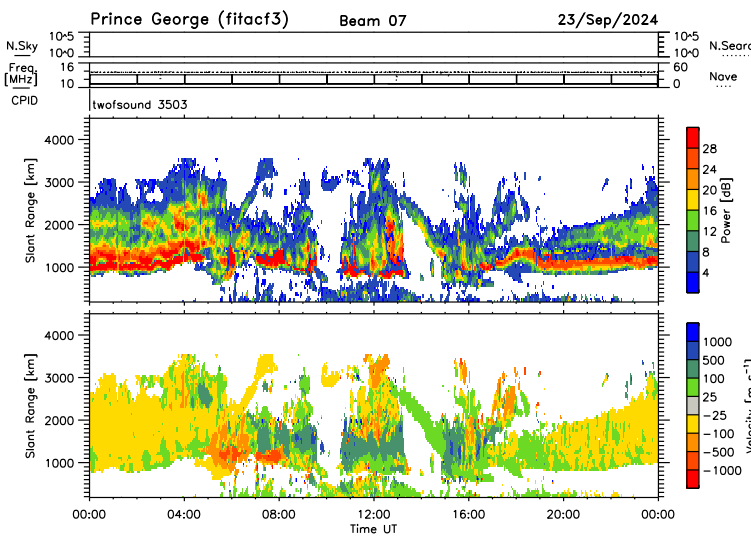 Prince George (fitacf3) Beam 07 23/Sep/2024
N.Sky 10^5 10^0 10^5 10^0 N.Searc
Freq [MHz] 16 10 60 0 Nave
CPID twofsound 3503
Slant Range [km] 4000 3000 2000 1000
28 24 20 16 12 8 4 Power [dB]
Slant Range [km] 4000 3000 2000 1000
1000 500 100 25 -25 -100 -500 -1000 Velocity [m s⁻¹]
00:00 04:00 08:00 12:00 16:00 20:00 00:00
Time UT